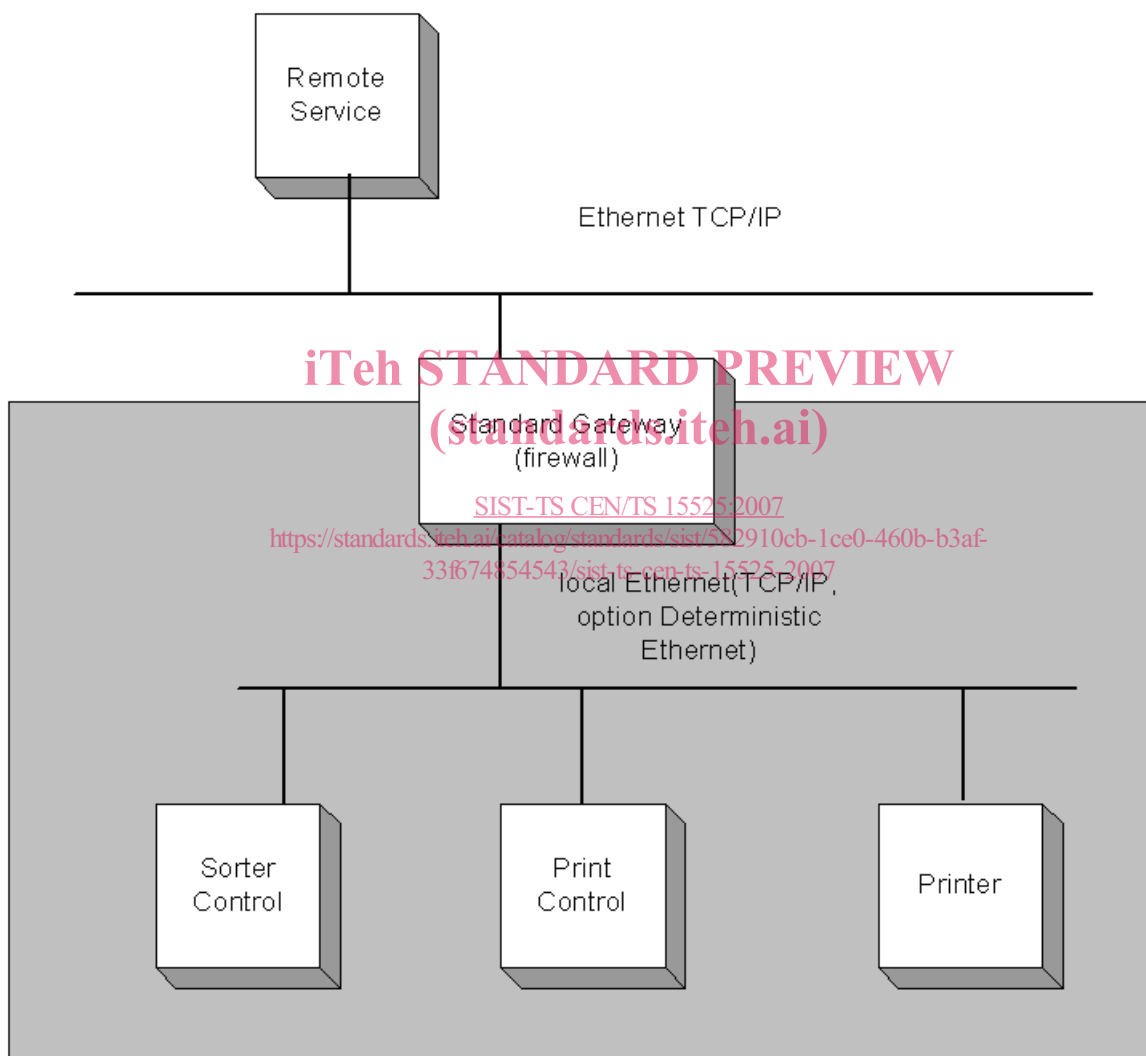 Remote
Service
Ethernet TCP/IP
iTeh STANDARD PREVIEW
(standards.iteh.ai)
Standard Gateway
(firewall)
SIST-TS CEN/TS 15525:2007
https://standards.iteh.ai/catalog/standards/sist/582910cb-1ce0-460b-b3af-
33f674854543/sist-ts-cen-ts-15525-2007
local Ethernet(TCP/IP,
option Deterministic
Ethernet)
Sorter
Control
Print
Control
Printer